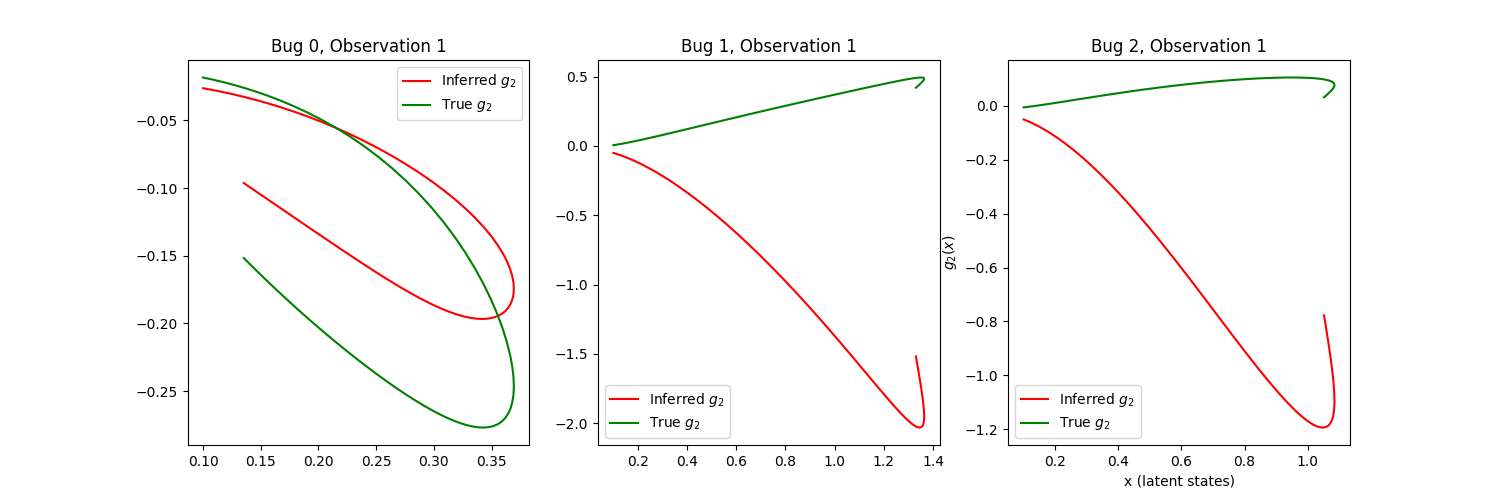 Bug 0, Observation 1
Inferred g₂
True g₂
−0.05
−0.10
−0.15
−0.20
−0.25
0.10 0.15 0.20 0.25 0.30 0.35
Bug 1, Observation 1
0.5
0.0
−0.5
−1.0
−1.5
−2.0
Inferred g₂
True g₂
0.2 0.4 0.6 0.8 1.0 1.2 1.4
Bug 2, Observation 1
g₂(x)
0.0
−0.2
−0.4
−0.6
−0.8
−1.0
−1.2
Inferred g₂
True g₂
0.2 0.4 0.6 0.8 1.0
x (latent states)